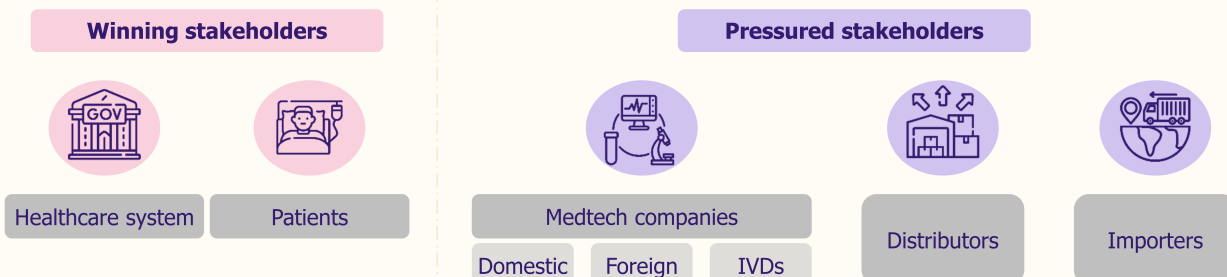 Winning stakeholders
Pressured stakeholders
GOV
Healthcare system
Patients
Medtech companies
Distributors
Importers
Domestic
Foreign
IVDs